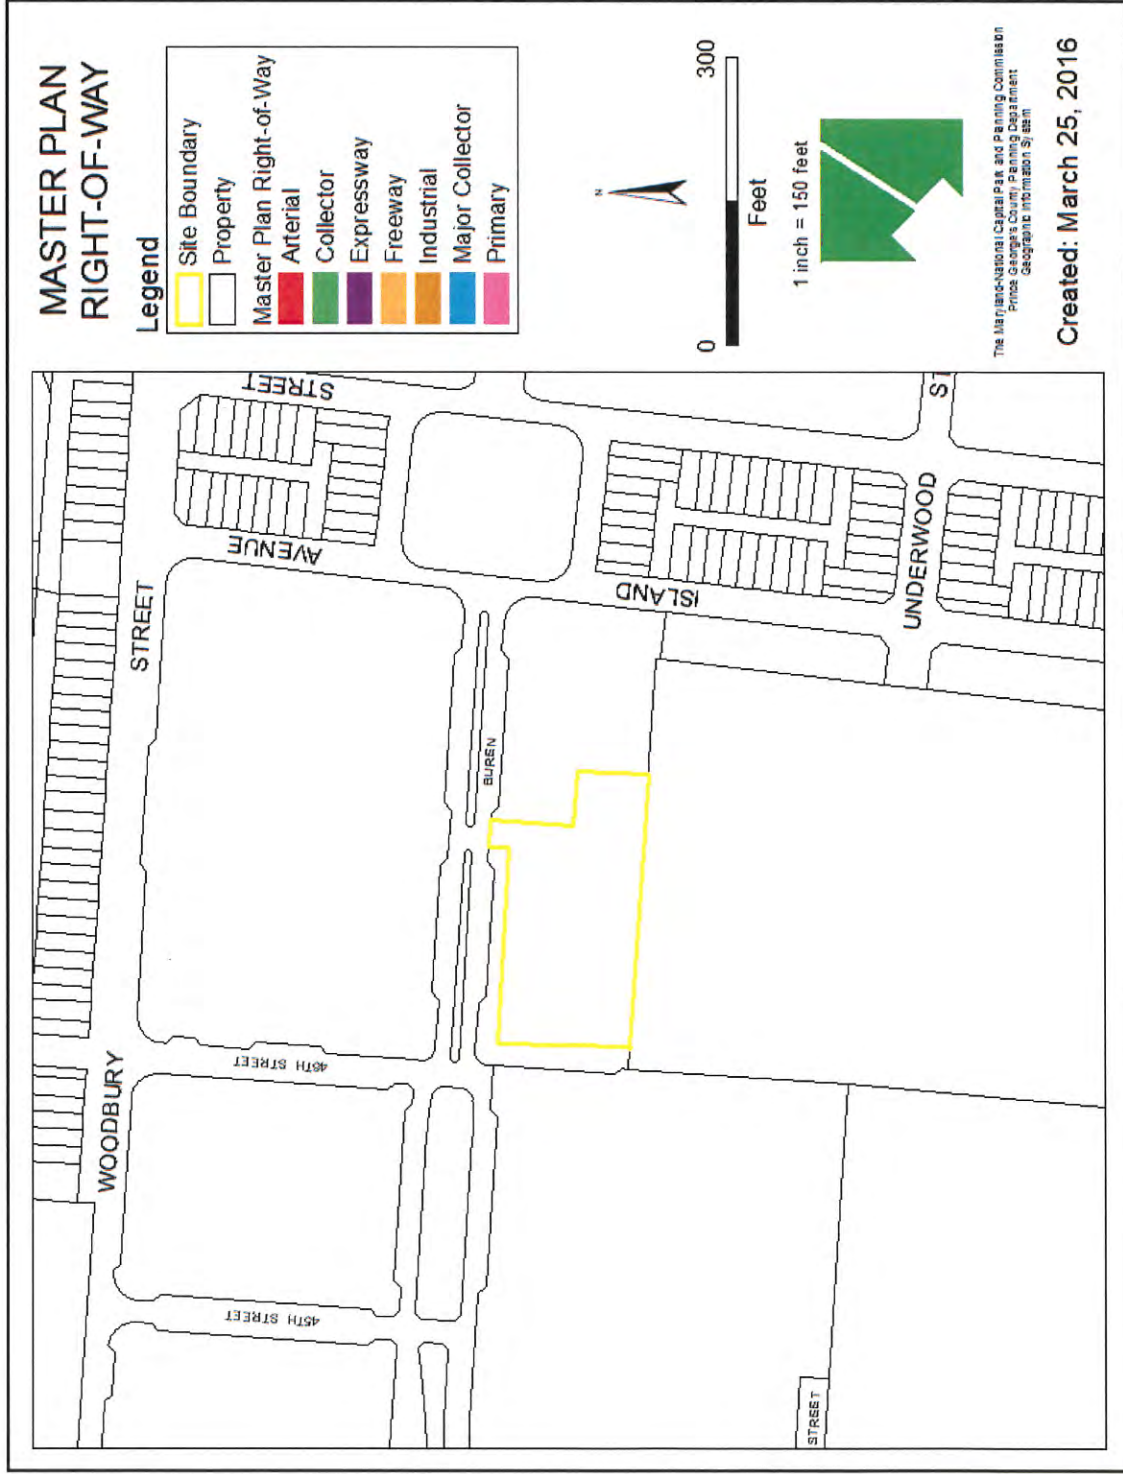 MASTER PLAN
RIGHT-OF-WAY
Legend
Site Boundary
Property
Master Plan Right-of-Way
Arterial
Collector
Expressway
Freeway
Industrial
Major Collector
Primary
N
0
300
Feet
1 inch = 150 feet
The Maryland-National Capital Park and Planning Commission
Prince George's County Planning Department
Geographic Information System
Created: March 25, 2016
WOODBURY
STREET
AVENUE
STREET
46TH STREET
45TH STREET
BUREN
ISLAND
UNDERWOOD
ST
STREET